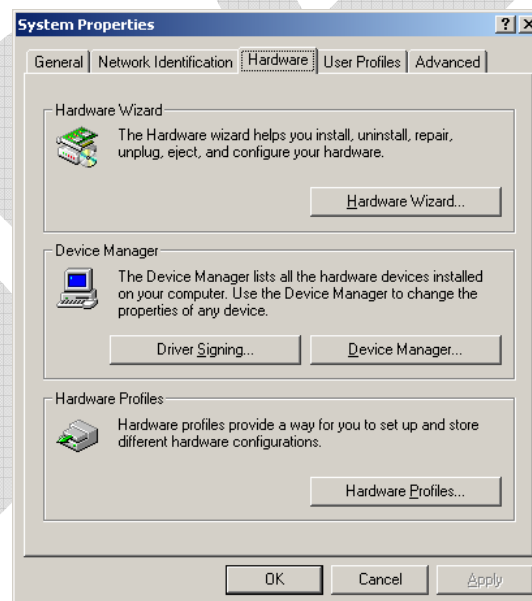 System Properties
General Network Identification Hardware User Profiles Advanced
Hardware Wizard
The Hardware wizard helps you install, uninstall, repair,
unplug, eject, and configure your hardware.
Hardware Wizard...
Device Manager
The Device Manager lists all the hardware devices installed
on your computer. Use the Device Manager to change the
properties of any device.
Driver Signing... Device Manager...
Hardware Profiles
Hardware profiles provide a way for you to set up and store
different hardware configurations.
Hardware Profiles...
OK Cancel Apply